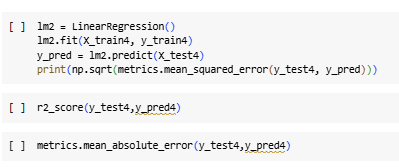 [ ] lm2 = LinearRegression()
lm2.fit(X_train4, y_train4)
y_pred = lm2.predict(X_test4)
print(np.sqrt(metrics.mean_squared_error(y_test4, y_pred)))
[ ] r2_score(y_test4,y_pred4)
[ ] metrics.mean_absolute_error(y_test4,y_pred4)